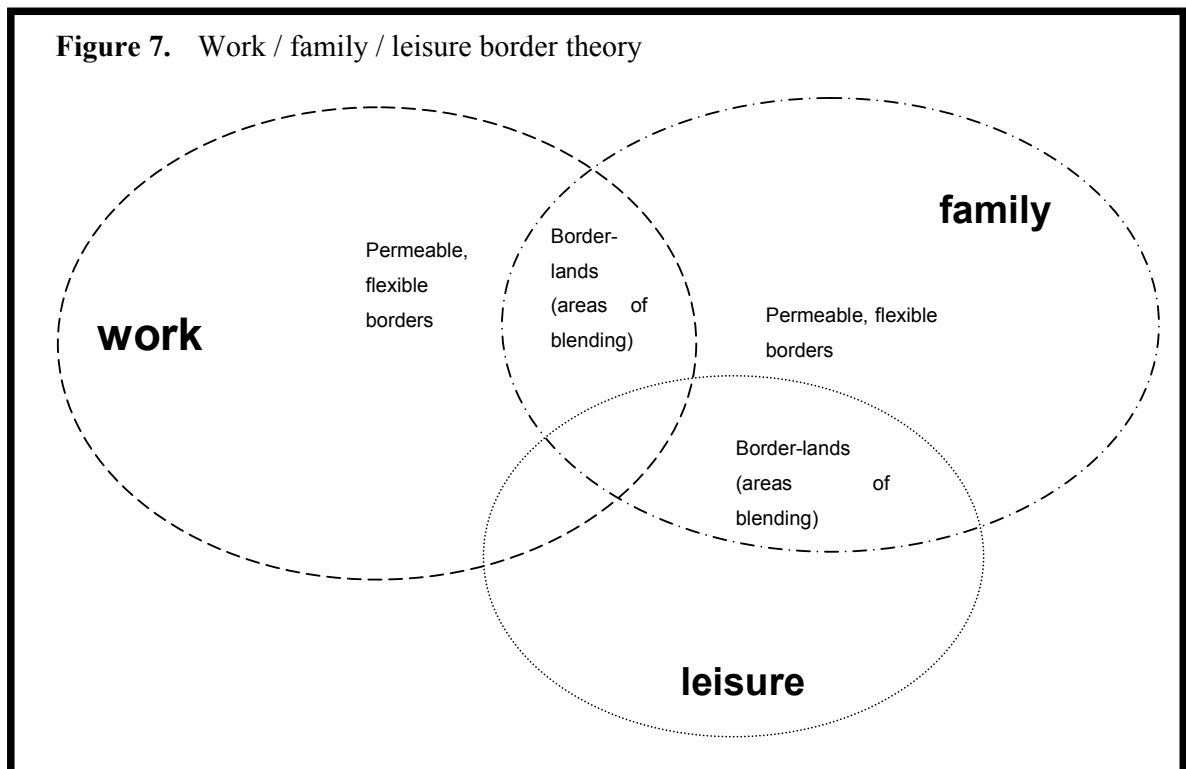 Figure 7. Work / family / leisure border theory
work
Permeable,
flexible
borders
Border-
lands
(areas of
blending)
family
Permeable, flexible
borders
Border-lands
(areas of
blending)
leisure